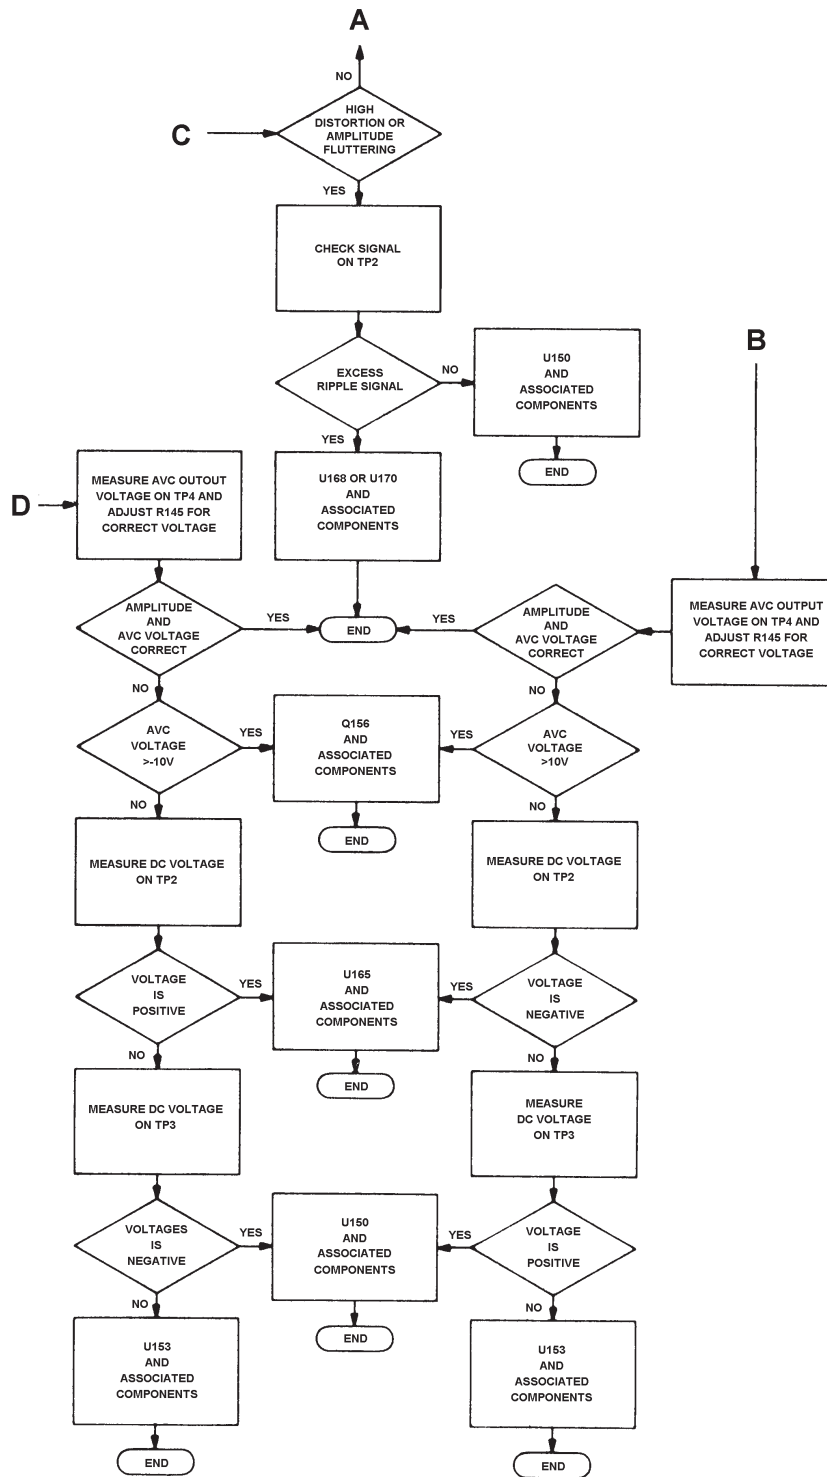 A
NO
HIGH
DISTORTION OR
AMPLITUDE
FLUTTERING
C
YES
CHECK SIGNAL
ON TP2
EXCESS
RIPPLE SIGNAL
NO
U150
AND
ASSOCIATED
COMPONENTS
END
B
YES
U168 OR U170
AND
ASSOCIATED
COMPONENTS
D
MEASURE AVC OUTOUT
VOLTAGE ON TP4 AND
ADJUST R145 FOR
CORRECT VOLTAGE
AMPLITUDE
AND
AVC VOLTAGE
CORRECT
YES
END
YES
AMPLITUDE
AND
AVC VOLTAGE
CORRECT
MEASURE AVC OUTPUT
VOLTAGE ON TP4 AND
ADJUST R145 FOR
CORRECT VOLTAGE
NO
NO
AVC
VOLTAGE
>-10V
YES
Q156
AND
ASSOCIATED
COMPONENTS
YES
AVC
VOLTAGE
>10V
NO
END
NO
MEASURE DC VOLTAGE
ON TP2
MEASURE DC VOLTAGE
ON TP2
VOLTAGE
IS
POSITIVE
YES
U165
AND
ASSOCIATED
COMPONENTS
YES
VOLTAGE
IS
NEGATIVE
NO
END
NO
MEASURE DC VOLTAGE
ON TP3
MEASURE
DC VOLTAGE
ON TP3
VOLTAGES
IS
NEGATIVE
YES
U150
AND
ASSOCIATED
COMPONENTS
YES
VOLTAGE
IS
POSITIVE
NO
END
NO
U153
AND
ASSOCIATED
COMPONENTS
U153
AND
ASSOCIATED
COMPONENTS
END
END